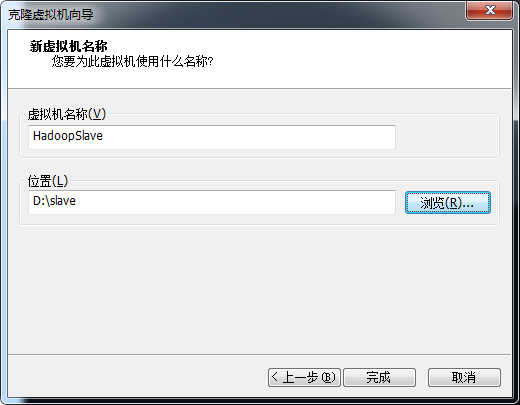 克隆虚拟机向导
新虚拟机名称
您要为此虚拟机使用什么名称?
虚拟机名称(V)
HadoopSlave
位置(L)
D:\slave
浏览(R)...
< 上一步(B)
完成
取消